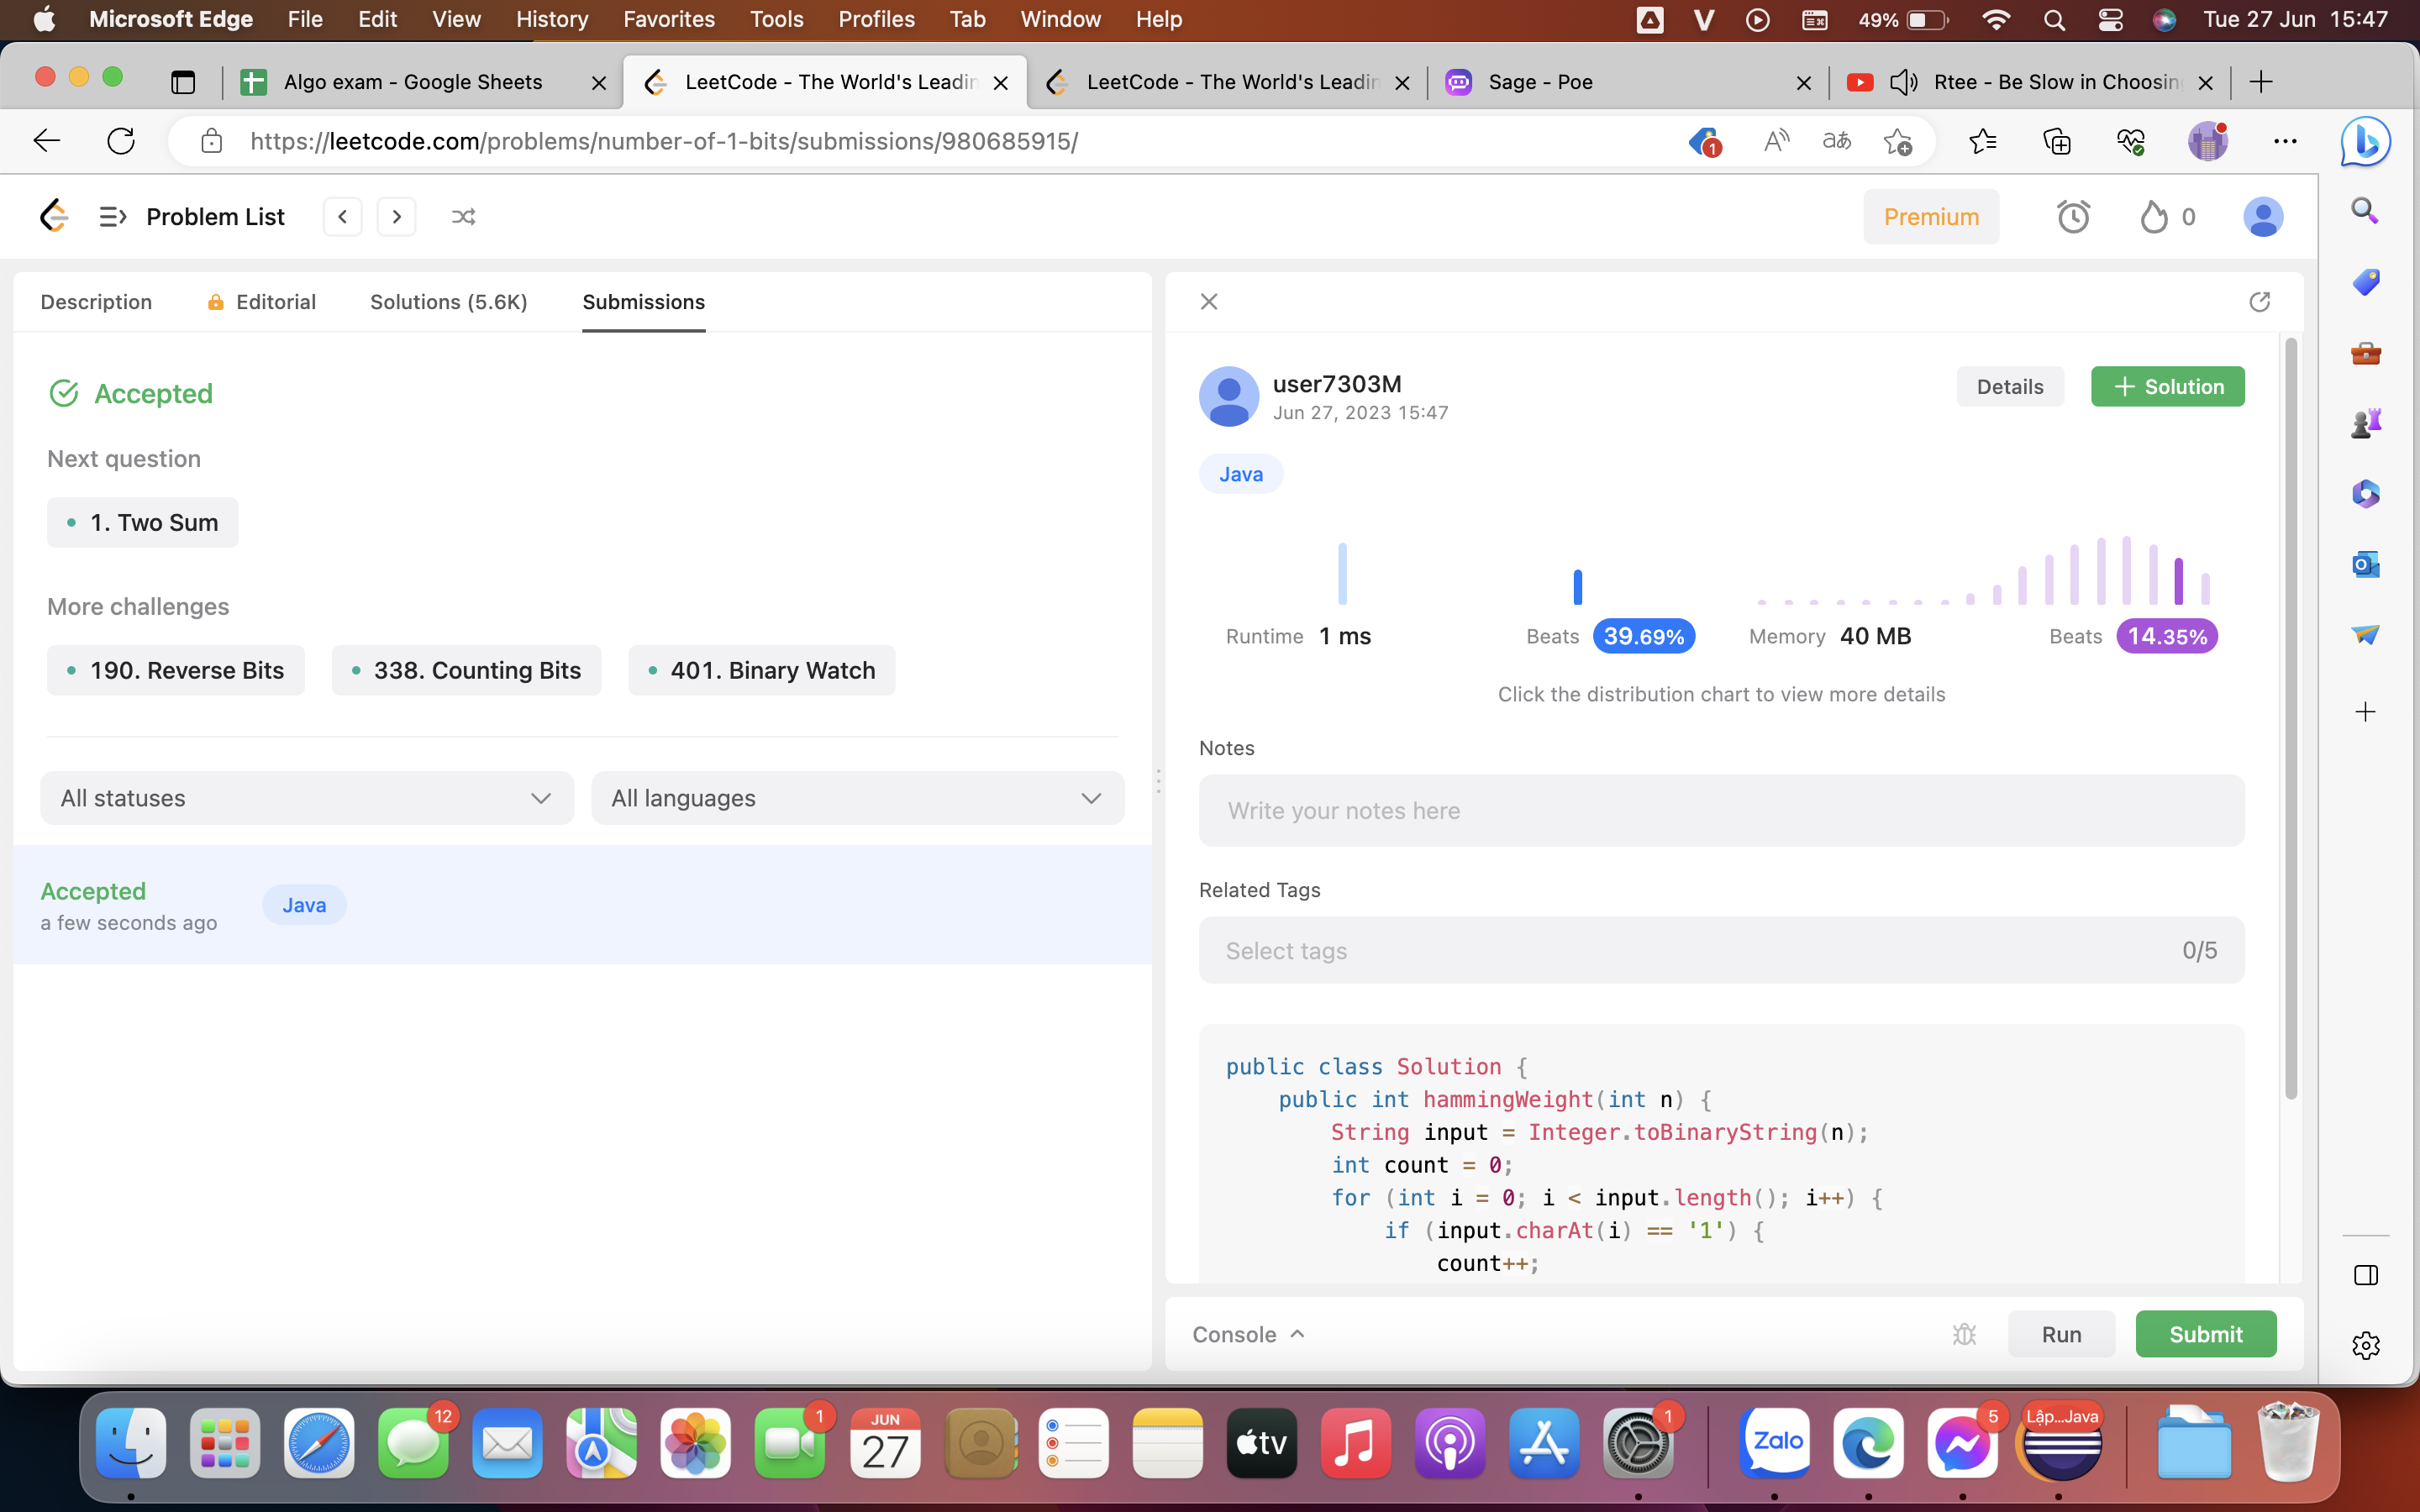 Microsoft Edge File Edit View History Favorites Tools Profiles Tab Window Help 49% Tue 27 Jun 15:47
Algo exam - Google Sheets LeetCode - The World's Leadin LeetCode - The World's Leadin Sage - Poe Rtee - Be Slow in Choosin
https://leetcode.com/problems/number-of-1-bits/submissions/980685915/ 1
Problem List Premium 0
Description Editorial Solutions (5.6K) Submissions
Accepted
Next question
1. Two Sum
More challenges
190. Reverse Bits 338. Counting Bits 401. Binary Watch
All statuses All languages
Accepted
a few seconds ago
Java
user7303M
Jun 27, 2023 15:47
Details + Solution
Java
Runtime 1 ms Beats 39.69% Memory 40 MB Beats 14.35%
Click the distribution chart to view more details
Notes
Write your notes here
Related Tags
Select tags 0/5
public class Solution {
public int hammingWeight(int n) {
String input = Integer.toBinaryString(n);
int count = 0;
for (int i = 0; i < input.length(); i++) {
if (input.charAt(i) == '1') {
count++;
Console Run Submit
12 1 JUN 27 tv 1 Zalo 5 Lập...Java